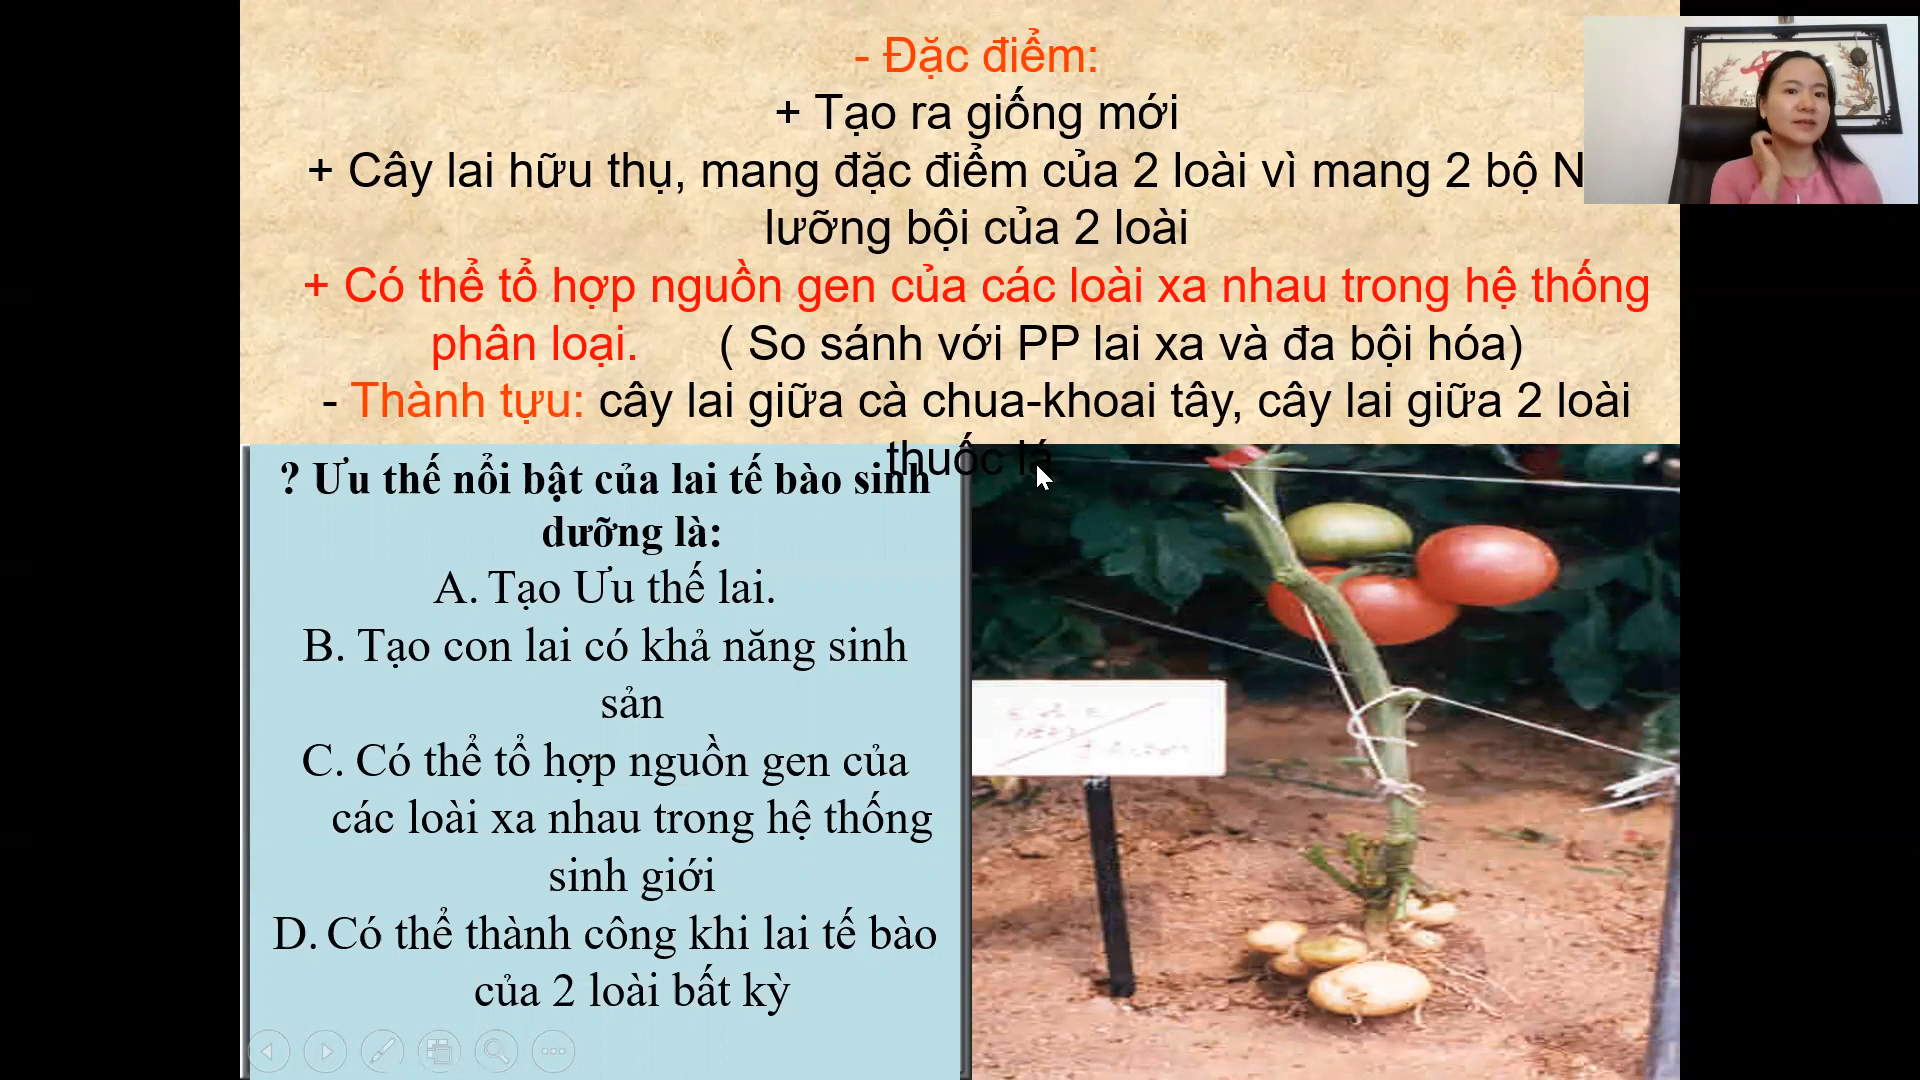 - Đặc điểm:
+ Tạo ra giống mới
+ Cây lai hữu thụ, mang đặc điểm của 2 loài vì mang 2 bộ N
lưỡng bội của 2 loài
+ Có thể tổ hợp nguồn gen của các loài xa nhau trong hệ thống
phân loại. ( So sánh với PP lai xa và đa bội hóa)
- Thành tựu: cây lai giữa cà chua-khoai tây, cây lai giữa 2 loài
thuốc lá
? Ưu thế nổi bật của lai tế bào sinh
dưỡng là:
A. Tạo Ưu thế lai.
B. Tạo con lai có khả năng sinh
sản
C. Có thể tổ hợp nguồn gen của
các loài xa nhau trong hệ thống
sinh giới
D. Có thể thành công khi lai tế bào
của 2 loài bất kỳ